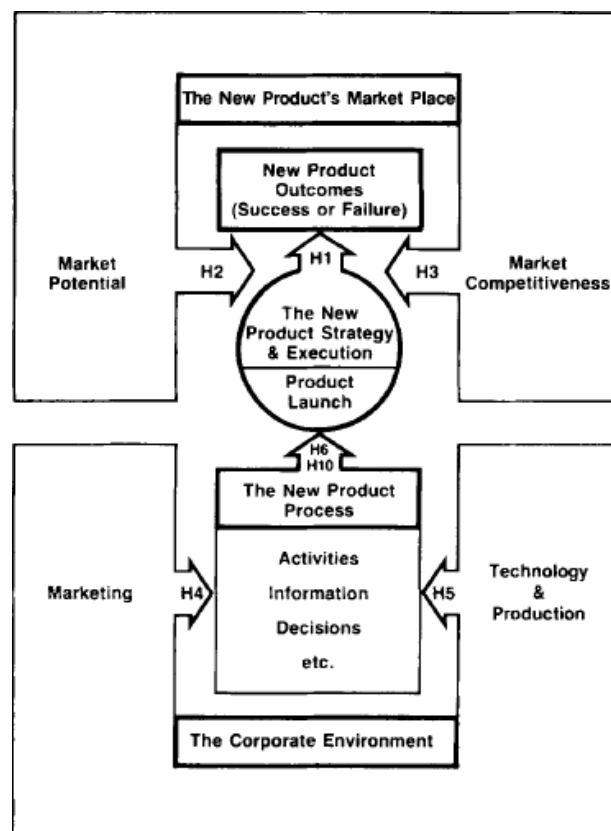 The New Product's Market Place
New Product
Outcomes
(Success or Failure)
Market
Potential
H2
H1
H3
Market
Competitiveness
The New
Product Strategy
& Execution
Product
Launch
H6
H10
The New Product
Process
Marketing
H4
Activities
Information
Decisions
etc.
H5
Technology
&
Production
The Corporate Environment